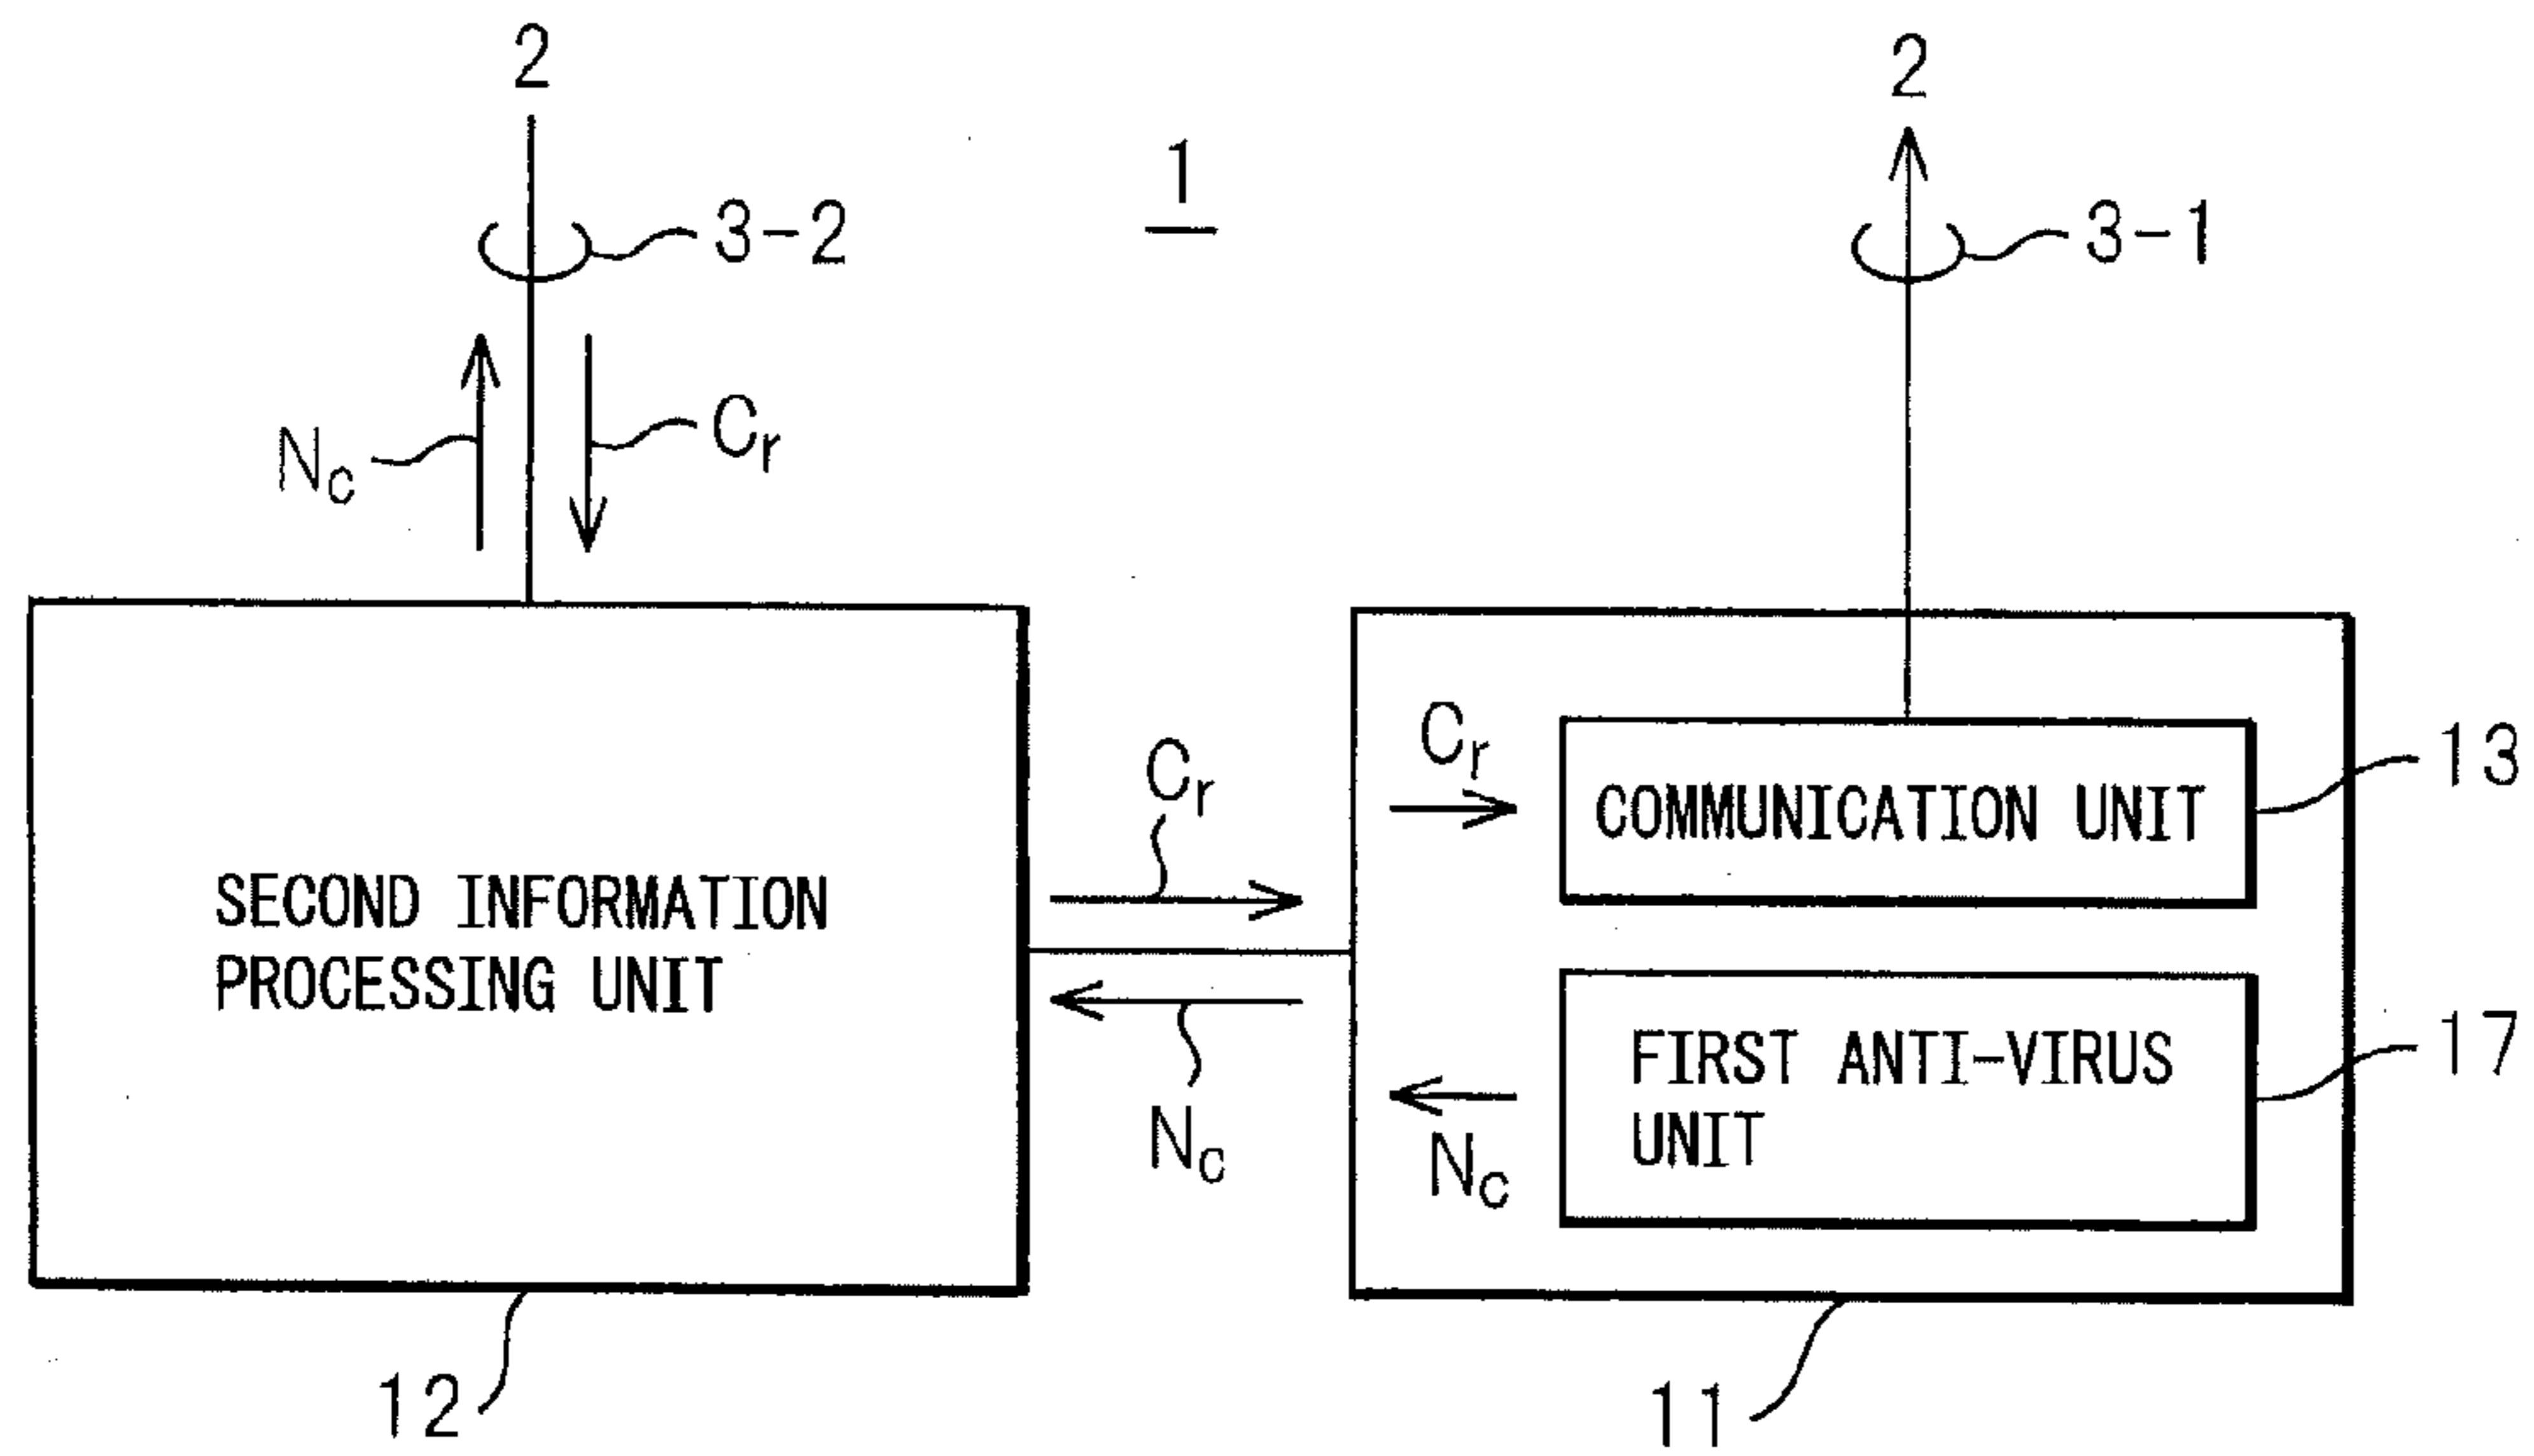 2
2
1
3-2
3-1
Nc
Cr
Cr
13
Cr
COMMUNICATION UNIT
SECOND INFORMATION
PROCESSING UNIT
FIRST ANTI-VIRUS
UNIT
17
Nc
Nc
12
11